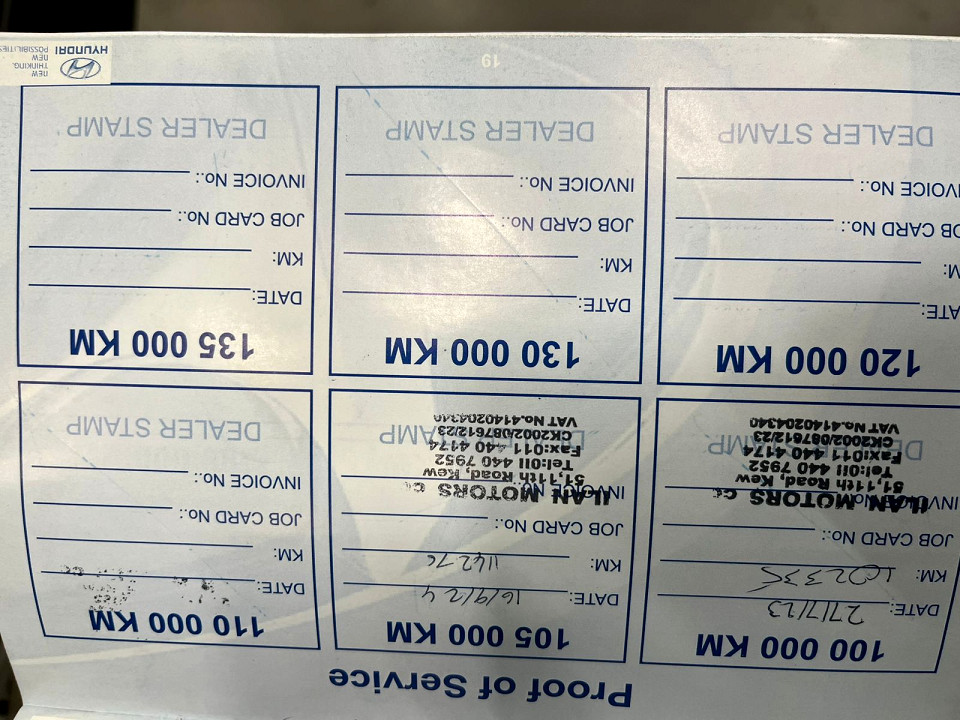 Proof of Service
100 000 KM
DATE: 27/7/23
KM: 102335
JOB CARD No.:
INVOICE No
ILAN MOTORS cc
51,11th Road, Kew
Tel:011 440 7952
Fax:011 440 4174
CK2002/087612/23
VAT No.4140204340
105 000 KM
DATE: 16/9/24
KM: 114276
JOB CARD No.:
INVOICE No.
ILAN MOTORS cc
51,11th Road, Kew
Tel:011 440 7952
Fax:011 440 4174
CK2002/087612/23
VAT No.4140204340
DEALER STAMP
110 000 KM
DATE:
KM:
JOB CARD No.:
INVOICE No.:
DEALER STAMP
120 000 KM
DATE:
KM:
JOB CARD No.:
INVOICE No.:
DEALER STAMP
130 000 KM
DATE:
KM:
JOB CARD No.:
INVOICE No.:
DEALER STAMP
135 000 KM
DATE:
KM:
JOB CARD No.:
INVOICE No.:
DEALER STAMP
19
HYUNDAI
NEW
THINKING.
NEW
POSSIBILITIES